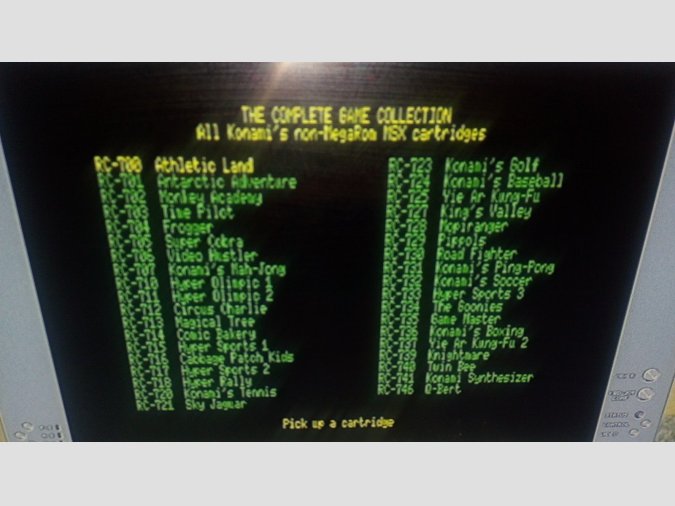 THE COMPLETE GAME COLLECTION
All Konami's non-MegaRom MSX cartridges
RC-700 Athletic Land
RC-701 Antarctic Adventure
RC-702 Monkey Academy
RC-703 Time Pilot
RC-704 Frogger
RC-705 Super Cobra
RC-706 Video Hustler
RC-707 Konami's Mah-Jong
RC-710 Hyper Olympic 1
RC-711 Hyper Olympic 2
RC-712 Circus Charlie
RC-713 Magical Tree
RC-714 Comic Bakery
RC-715 Hyper Sports 1
RC-716 Cabbage Patch Kids
RC-717 Hyper Sports 2
RC-718 Hyper Rally
RC-720 Konami's Tennis
RC-721 Sky Jaguar
RC-723 Konami's Golf
RC-724 Konami's Baseball
RC-725 Yie Ar Kung-Fu
RC-727 King's Valley
RC-728 Mopiranger
RC-729 Pippols
RC-730 Road Fighter
RC-731 Konami's Ping-Pong
RC-732 Konami's Soccer
RC-733 Hyper Sports 3
RC-734 The Goonies
RC-735 Game Master
RC-736 Konami's Boxing
RC-737 Yie Ar Kung-Fu 2
RC-739 Knightmare
RC-740 Twin Bee
RC-741 Konami Synthesizer
RC-746 Q-Bert
Pick up a cartridge
STATUS
CONTROL